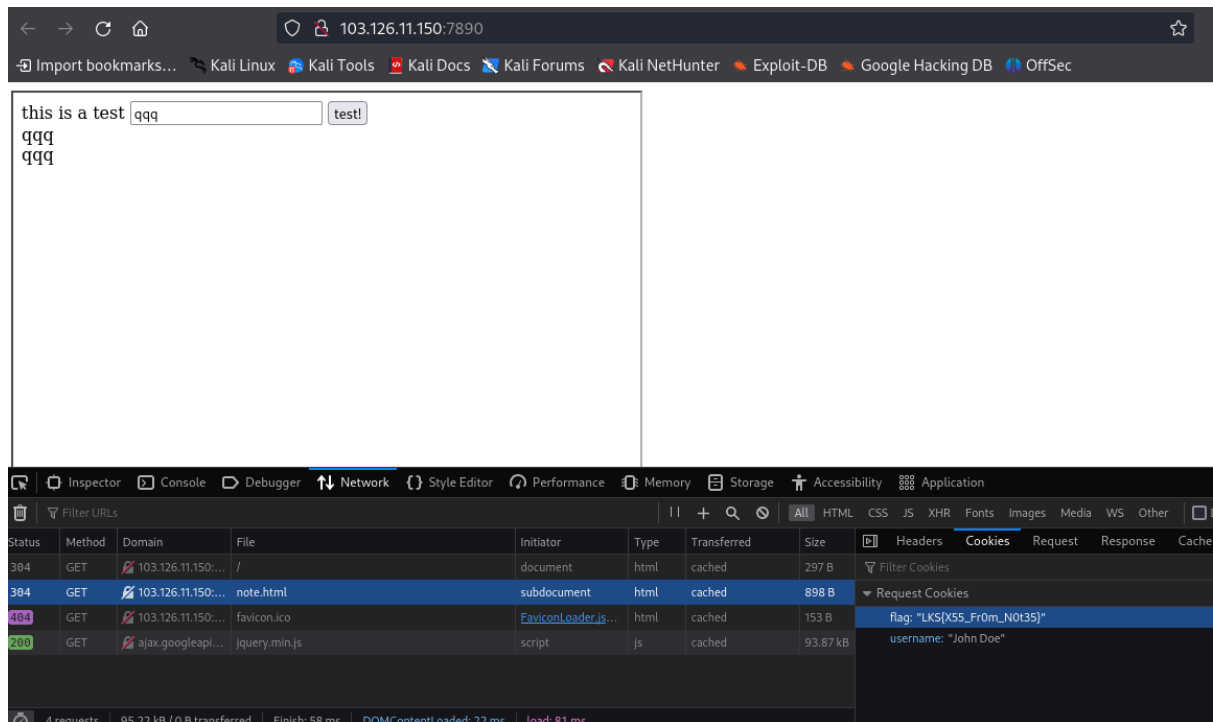 103.126.11.150:7890
Import bookmarks... Kali Linux Kali Tools Kali Docs Kali Forums Kali NetHunter Exploit-DB Google Hacking DB OffSec
this is a test qqq test!
qqq
qqq
Inspector Console Debugger Network Style Editor Performance Memory Storage Accessibility Application
Filter URLs All HTML CSS JS XHR Fonts Images Media WS Other
Status Method Domain File Initiator Type Transferred Size Headers Cookies Request Response Cache
304 GET 103.126.11.150:... / document html cached 297 B Filter Cookies
304 GET 103.126.11.150:... note.html subdocument html cached 898 B Request Cookies
404 GET 103.126.11.150:... favicon.ico FaviconLoader.js... html cached 153 B flag: "LKS{X55_Fr0m_N0t35}"
200 GET ajax.googleapi... jquery.min.js script js cached 93.87 kB username: "John Doe"
4 requests 95.22 kB / 0 B transferred Finish: 58 ms DOMContentLoaded: 22 ms load: 81 ms